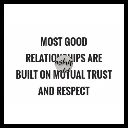 MOST GOOD
RELATIONSHIPS ARE
BUILT ON MUTUAL TRUST
AND RESPECT